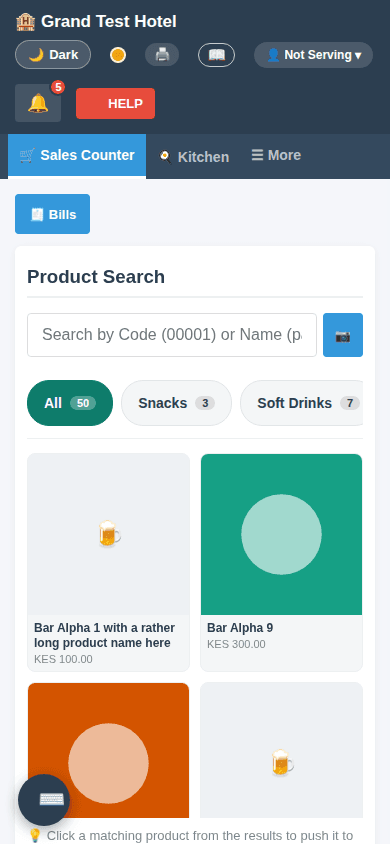 Grand Test Hotel
Dark
Not Serving ▾
5
HELP
Sales Counter
Kitchen
☰ More
Bills
Product Search
Search by Code (00001) or Name (pa
All 50
Snacks 3
Soft Drinks 7
Bar Alpha 1 with a rather
long product name here
KES 100.00
Bar Alpha 9
KES 300.00
Click a matching product from the results to push it to